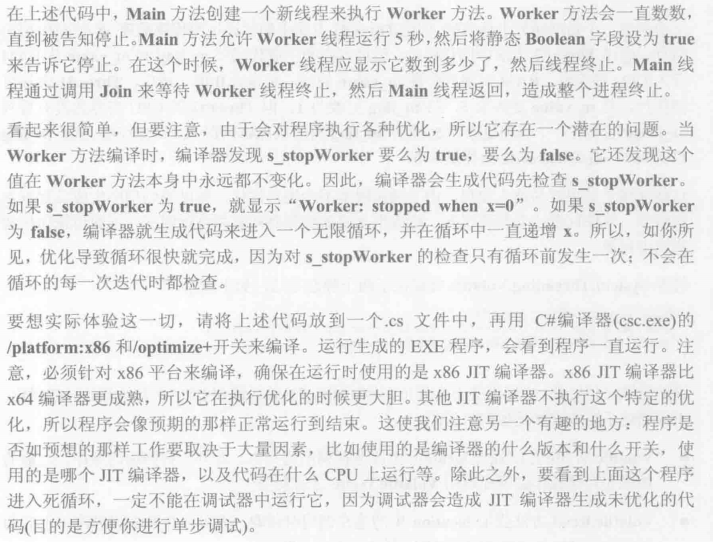 在上述代码中，Main 方法创建一个新线程来执行 Worker 方法。Worker 方法会一直数数，
直到被告知停止。Main 方法允许 Worker 线程运行 5 秒，然后将静态 Boolean 字段设为 true
来告诉它停止。在这个时候，Worker 线程应显示它数到多少了，然后线程终止。Main 线
程通过调用 Join 来等待 Worker 线程终止，然后 Main 线程返回，造成整个进程终止。
看起来很简单，但要注意，由于会对程序执行各种优化，所以它存在一个潜在的问题。当
Worker 方法编译时，编译器发现 s_stopWorker 要么为 true，要么为 false。它还发现这个
值在 Worker 方法本身中永远都不变化。因此，编译器会生成代码先检查 s_stopWorker。
如果 s_stopWorker 为 true，就显示“Worker: stopped when x=0”。如果 s_stopWorker
为 false，编译器就生成代码来进入一个无限循环，并在循环中一直递增 x。所以，如你所
见，优化导致循环很快就完成，因为对 s_stopWorker 的检查只有循环前发生一次；不会在
循环的每一次迭代时都检查。
要想实际体验这一切，请将上述代码放到一个.cs 文件中，再用 C#编译器(csc.exe)的
/platform:x86 和/optimize+开关来编译。运行生成的 EXE 程序，会看到程序一直运行。注
意，必须针对 x86 平台来编译，确保在运行时使用的是 x86 JIT 编译器。x86 JIT 编译器比
x64 编译器更成熟，所以它在执行优化的时候更大胆。其他 JIT 编译器不执行这个特定的优
化，所以程序会像预期的那样正常运行到结束。这使我们注意另一个有趣的地方：程序是
否如预想的那样工作要取决于大量因素，比如使用的是编译器的什么版本和什么开关，使
用的是哪个 JIT 编译器，以及代码在什么 CPU 上运行等。除此之外，要看到上面这个程序
进入死循环，一定不能在调试器中运行它，因为调试器会造成 JIT 编译器生成未优化的代
码(目的是方便你进行单步调试)。